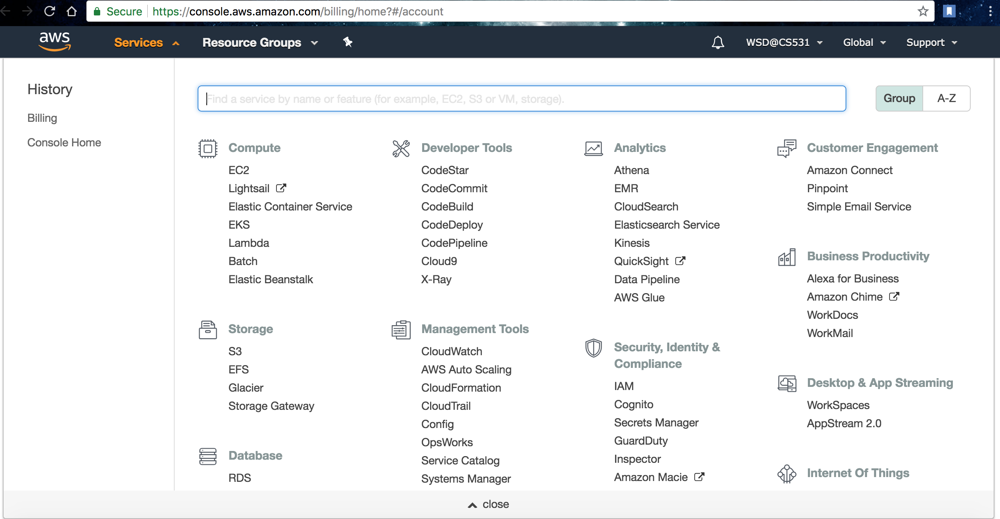 Secure https://console.aws.amazon.com/billing/home?#/account
aws Services Resource Groups WSD@CS531 Global Support
History
Billing
Console Home
Find a service by name or feature (for example, EC2, S3 or VM, storage).
Group A-Z
Compute
EC2
Lightsail
Elastic Container Service
EKS
Lambda
Batch
Elastic Beanstalk
Storage
S3
EFS
Glacier
Storage Gateway
Database
RDS
Developer Tools
CodeStar
CodeCommit
CodeBuild
CodeDeploy
CodePipeline
Cloud9
X-Ray
Management Tools
CloudWatch
AWS Auto Scaling
CloudFormation
CloudTrail
Config
OpsWorks
Service Catalog
Systems Manager
Analytics
Athena
EMR
CloudSearch
Elasticsearch Service
Kinesis
QuickSight
Data Pipeline
AWS Glue
Security, Identity &
Compliance
IAM
Cognito
Secrets Manager
GuardDuty
Inspector
Amazon Macie
Customer Engagement
Amazon Connect
Pinpoint
Simple Email Service
Business Productivity
Alexa for Business
Amazon Chime
WorkDocs
WorkMail
Desktop & App Streaming
WorkSpaces
AppStream 2.0
Internet Of Things
close